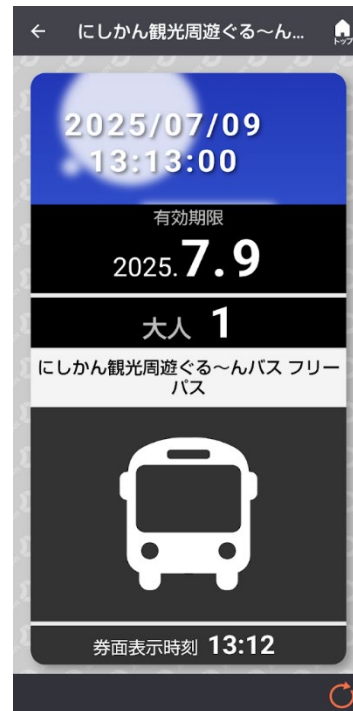 にしかん観光周遊ぐる～ん...
トップ
2025/07/09
13:13:00
有効期限
2025.7.9
大人 1
にしかん観光周遊ぐる～んバス フリー
パス
券面表示時刻 13:12